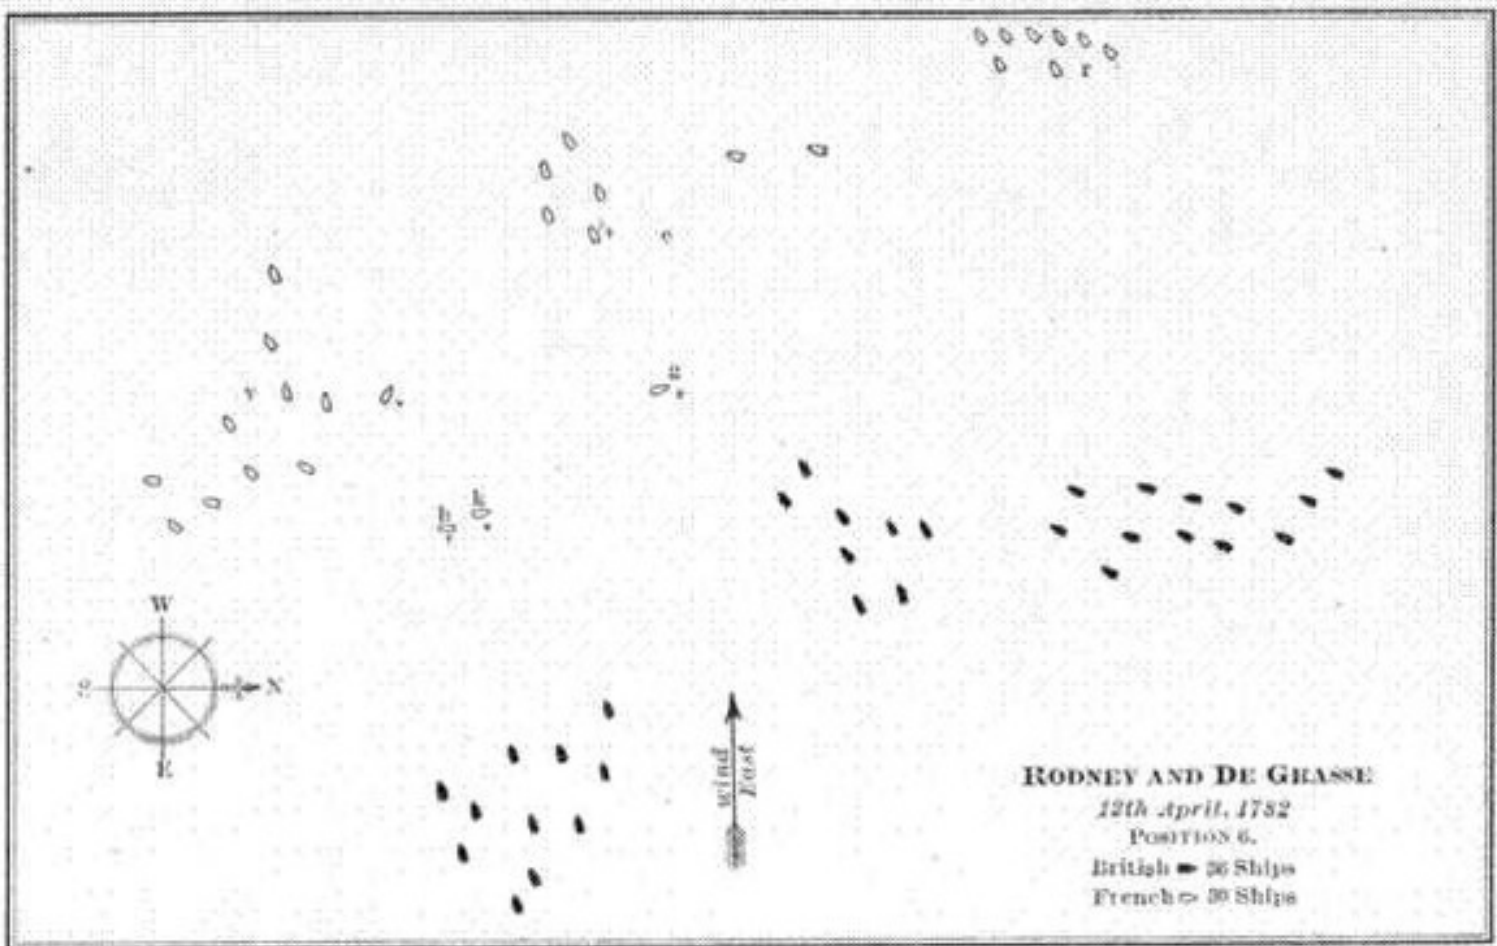 W
N
E
wind
East
RODNEY AND DE GRASSE
12th April, 1782
POSITION 6.
British 36 Ships
French 30 Ships